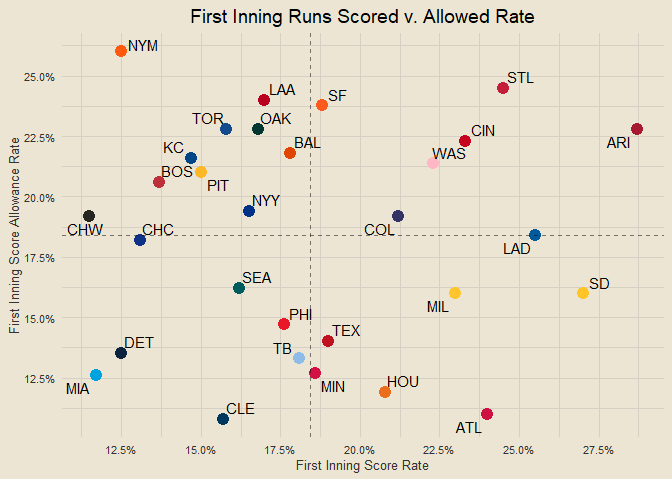 First Inning Runs Scored v. Allowed Rate
NYM
25.0%
STL
LAA
SF
TOR
OAK
22.5%
CIN
ARI
KC
BAL
WAS
BOS
PIT
20.0%
NYY
CHW
CHC
COL
LAD
17.5%
SEA
SD
MIL
15.0%
PHI
TEX
DET
TB
12.5%
MIA
MIN
HOU
CLE
ATL
First Inning Score Allowance Rate
12.5% 15.0% 17.5% 20.0% 22.5% 25.0% 27.5%
First Inning Score Rate